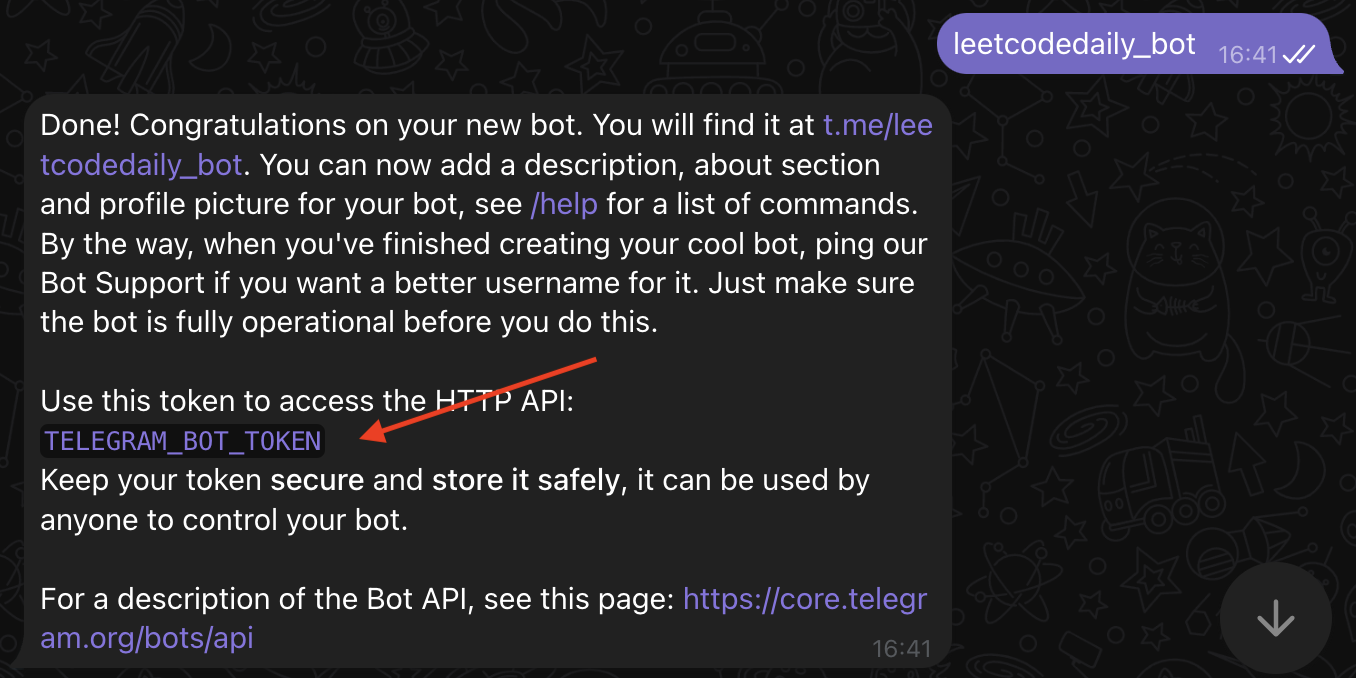 leetcodedaily_bot 16:41
Done! Congratulations on your new bot. You will find it at t.me/lee
tcodedaily_bot. You can now add a description, about section
and profile picture for your bot, see /help for a list of commands.
By the way, when you've finished creating your cool bot, ping our
Bot Support if you want a better username for it. Just make sure
the bot is fully operational before you do this.
Use this token to access the HTTP API:
TELEGRAM_BOT_TOKEN
Keep your token secure and store it safely, it can be used by
anyone to control your bot.
For a description of the Bot API, see this page: https://core.telegr
am.org/bots/api
16:41